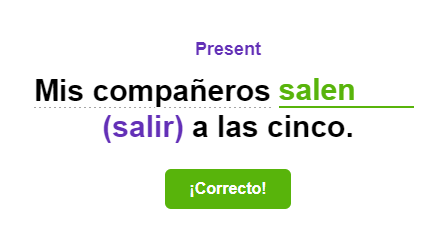 Present
Mis compañeros salen
(salir) a las cinco.
¡Correcto!